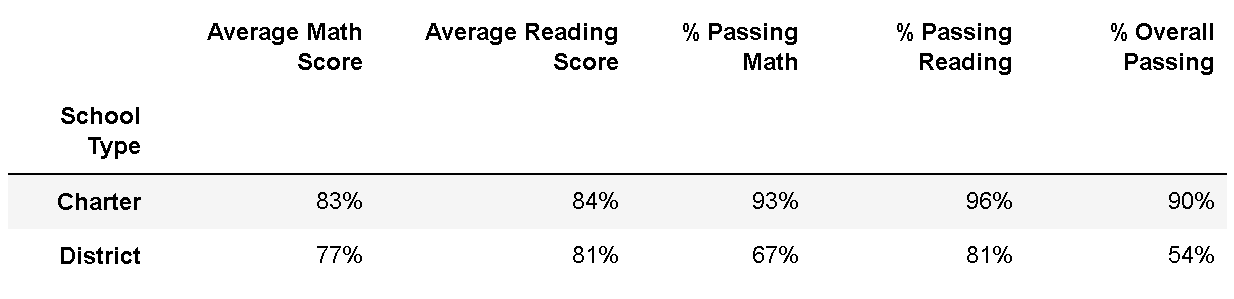 Average Math Score Average Reading Score % Passing Math % Passing Reading % Overall Passing
School Type
Charter 83% 84% 93% 96% 90%
District 77% 81% 67% 81% 54%